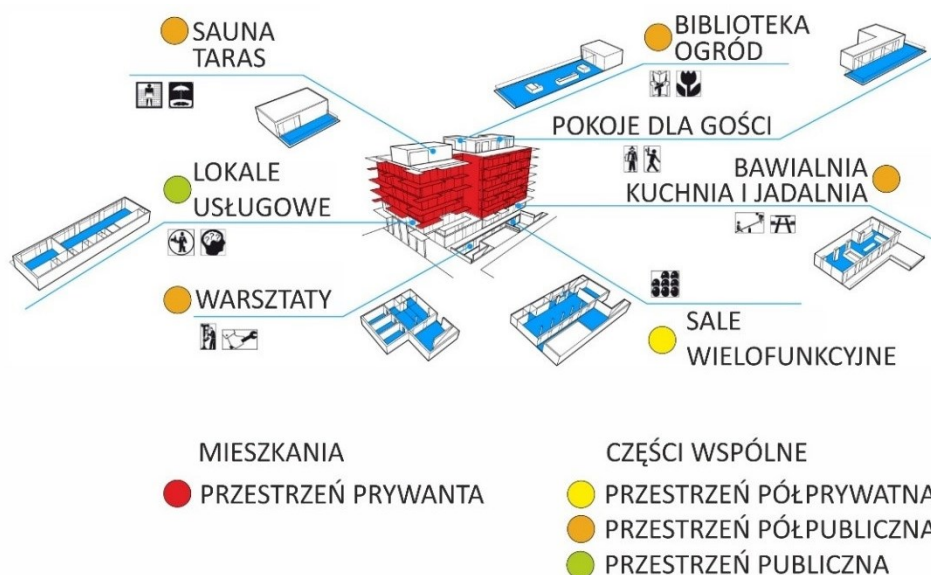 SAUNA
TARAS
BIBLIOTEKA
OGRÓD
POKOJE DLA GOŚCI
LOKALE
USŁUGOWE
BAWIALNIA
KUCHNIA I JADALNIA
WARSZTATY
SALE
WIELOFUNKCYJNE
MIESZKANIA
PRZESTRZEŃ PRYWANTA
CZĘŚCI WSPÓLNE
PRZESTRZEŃ PÓŁPRYWATNA
PRZESTRZEŃ PÓŁPUBLICZNA
PRZESTRZEŃ PUBLICZNA